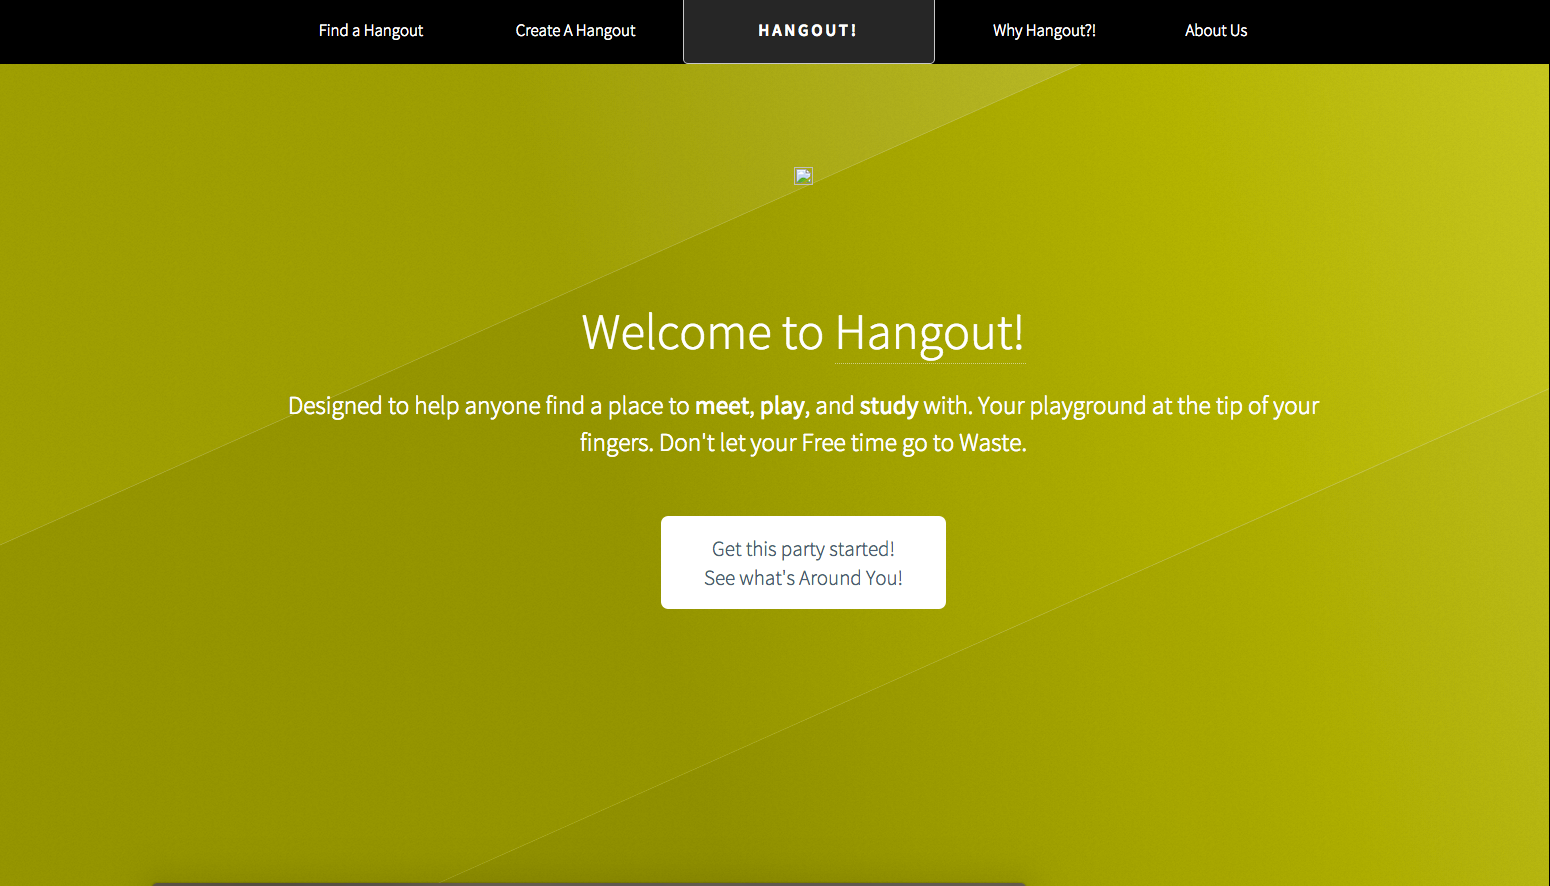 Find a Hangout
Create A Hangout
HANGOUT!
Why Hangout?!
About Us
Welcome to Hangout!
Designed to help anyone find a place to meet, play, and study with. Your playground at the tip of your
fingers. Don't let your Free time go to Waste.
Get this party started!
See what's Around You!